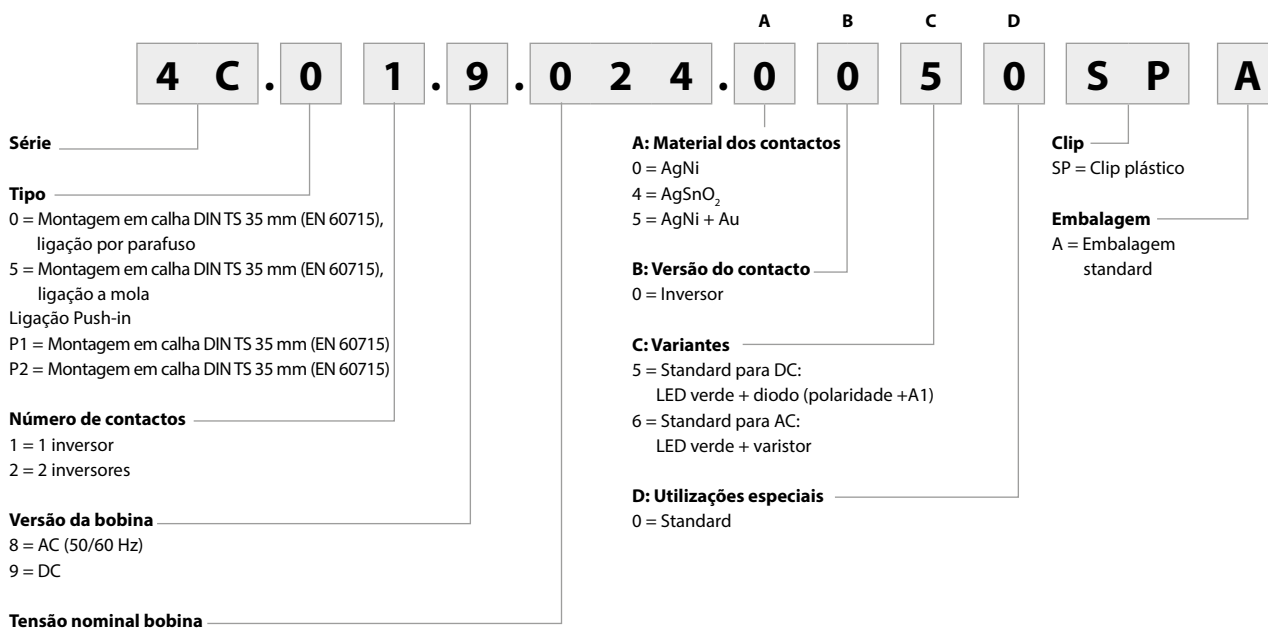 A B C D
4 C . 0 1 . 9 . 0 2 4 . 0 0 5 0 S P A
Série
Tipo
0 = Montagem em calha DIN TS 35 mm (EN 60715),
ligação por parafuso
5 = Montagem em calha DIN TS 35 mm (EN 60715),
ligação a mola
Ligação Push-in
P1 = Montagem em calha DIN TS 35 mm (EN 60715)
P2 = Montagem em calha DIN TS 35 mm (EN 60715)
Número de contactos
1 = 1 inversor
2 = 2 inversores
Versão da bobina
8 = AC (50/60 Hz)
9 = DC
Tensão nominal bobina
A: Material dos contactos
0 = AgNi
4 = AgSnO₂
5 = AgNi + Au
B: Versão do contacto
0 = Inversor
C: Variantes
5 = Standard para DC:
LED verde + diodo (polaridade +A1)
6 = Standard para AC:
LED verde + varistor
D: Utilizações especiais
0 = Standard
Clip
SP = Clip plástico
Embalagem
A = Embalagem
standard